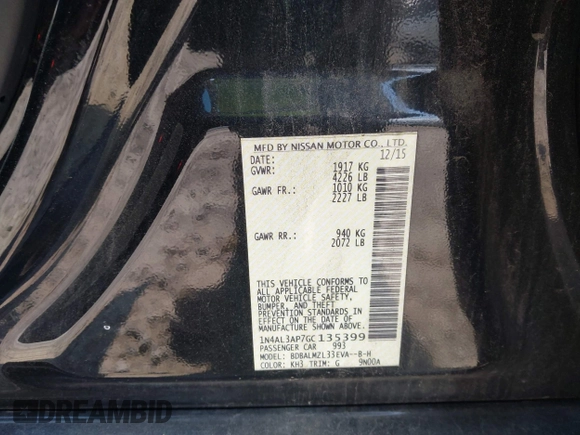 MFD BY NISSAN MOTOR CO., LTD.
DATE: 12/15
GVWR: 1917 KG
4226 LB
GAWR FR.: 1010 KG
2227 LB
GAWR RR.: 940 KG
2072 LB
THIS VEHICLE CONFORMS TO
ALL APPLICABLE FEDERAL
MOTOR VEHICLE SAFETY,
BUMPER, AND THEFT
PREVENTION STANDARDS IN
EFFECT ON THE DATE OF
MANUFACTURE.
1N4AL3AP7GC135399
PASSENGER CAR 993
MODEL: BDBALMZL33EVA--B-H
COLOR: KH3 TRIM: G 9N00A
DREAMBID